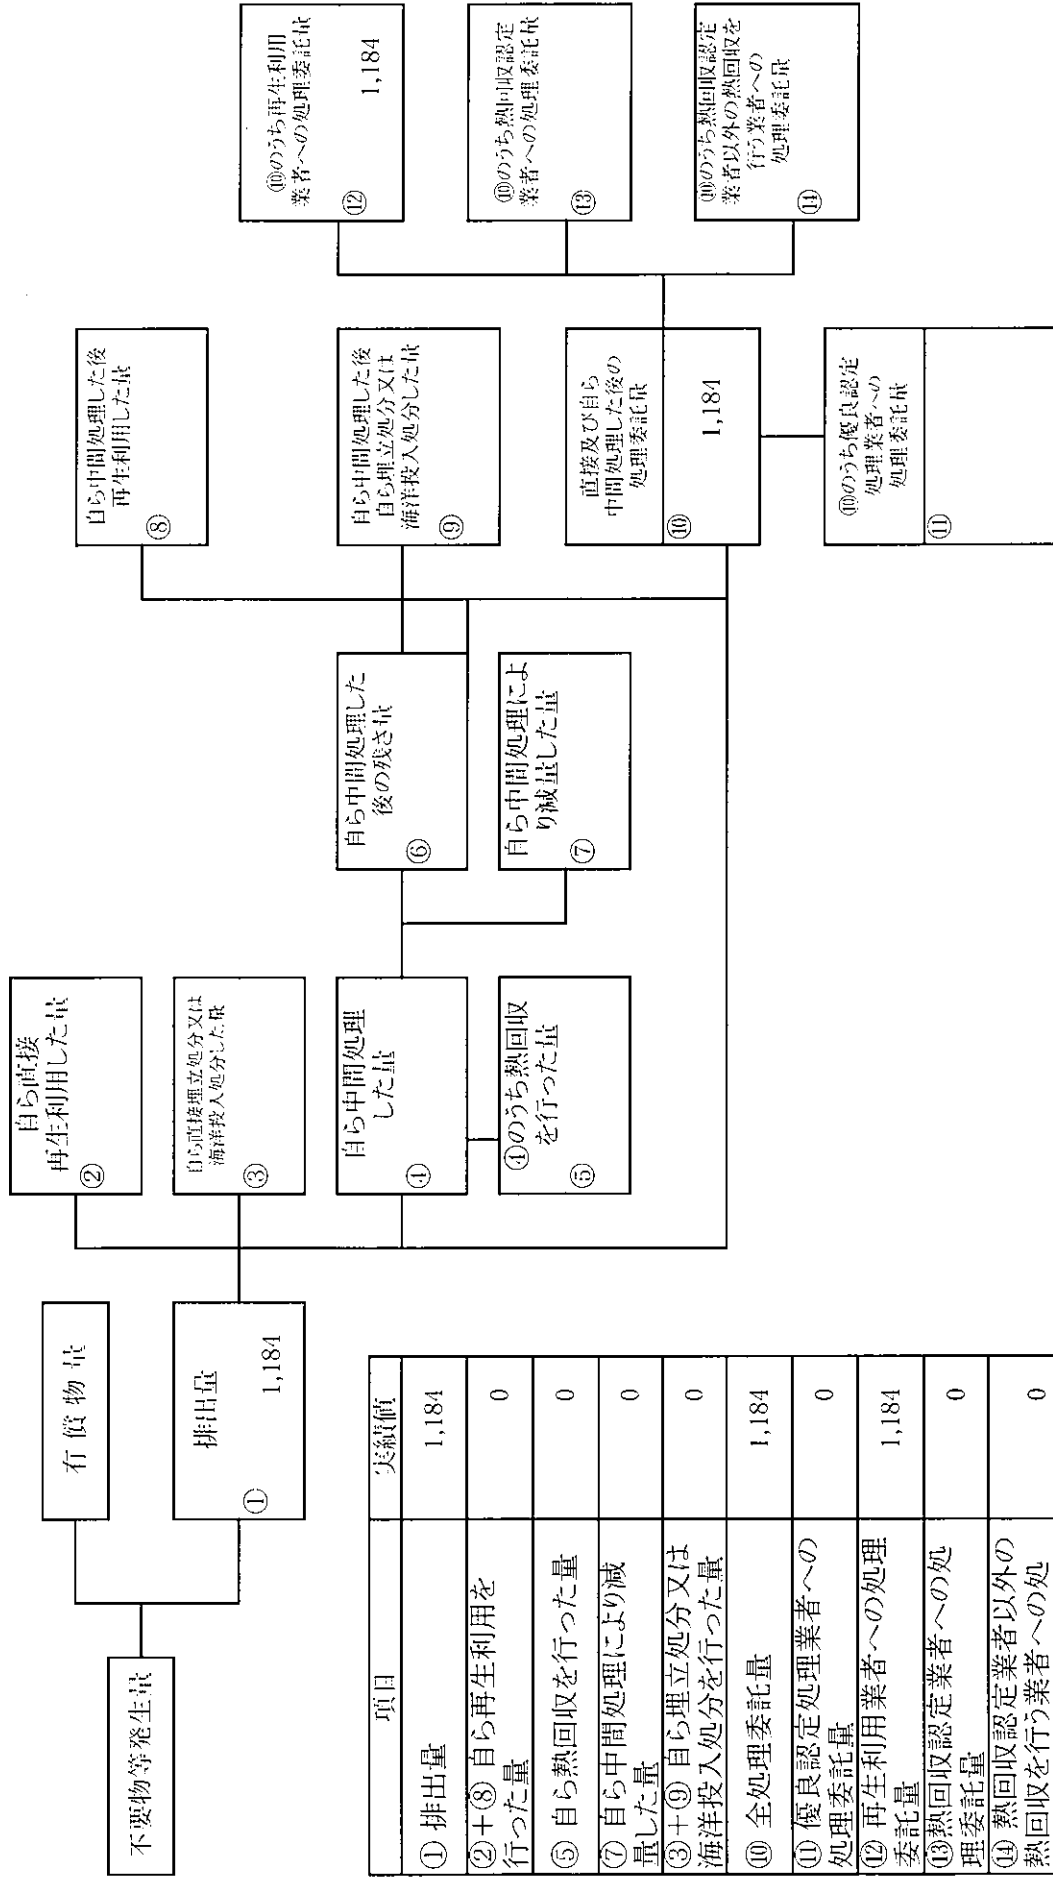 不要物等発生量
有償物量
排出量
①
1,184
自ら直接
再生利用した量
②
自ら直接埋立処分又は
海洋投入処分した量
③
自ら中間処理
した量
④
④のうち熱回収
を行った量
⑤
自ら中間処理した
後の残さ量
⑥
自ら中間処理によ
り減量した量
⑦
自ら中間処理した後
再生利用した量
⑧
自ら中間処理した後
自ら埋立処分又は
海洋投入処分した量
⑨
直接及び自ら
中間処理した後の
処理委託量
⑩
1,184
⑩のうち優良認定
処理業者への
処理委託量
⑪
⑩のうち再生利用
業者への処理委託量
⑫
1,184
⑩のうち熱回収認定
業者への処理委託量
⑬
⑩のうち熱回収認定
業者以外の熱回収を
行う業者への
処理委託量
⑭
項目 実績値
① 排出量 1,184
②+⑧ 自ら再生利用を
行った量 0
⑤ 自ら熱回収を行った量 0
⑦ 自ら中間処理により減
量した量 0
③+⑨ 自ら埋立処分又は
海洋投入処分を行った量 0
⑩ 全処理委託量 1,184
⑪ 優良認定処理業者への
処理委託量 0
⑫ 再生利用業者への処理
委託量 1,184
⑬熱回収認定業者への処
理委託量 0
⑭ 熱回収認定業者以外の
熱回収を行う業者への処 0